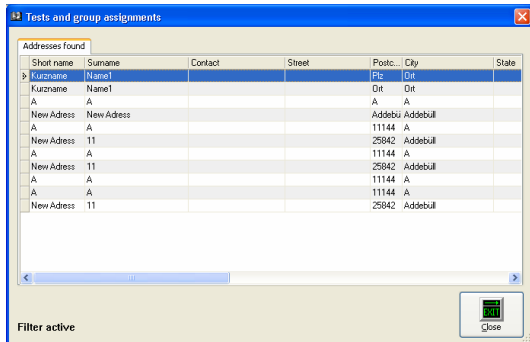 Tests and group assignments
Addresses found
Short name Surname Contact Street Postc... City State
Kurzname Name1 Plz Ort
Kurzname Name1 Ort Ort
A A A A
New Adress New Adress Addebü Addebüll
A A 11144 A
New Adress 11 25842 Addebüll
A A 11144 A
New Adress 11 25842 Addebüll
A A 11144 A
A A 11144 A
New Adress 11 25842 Addebüll
EXIT
Close
Filter active